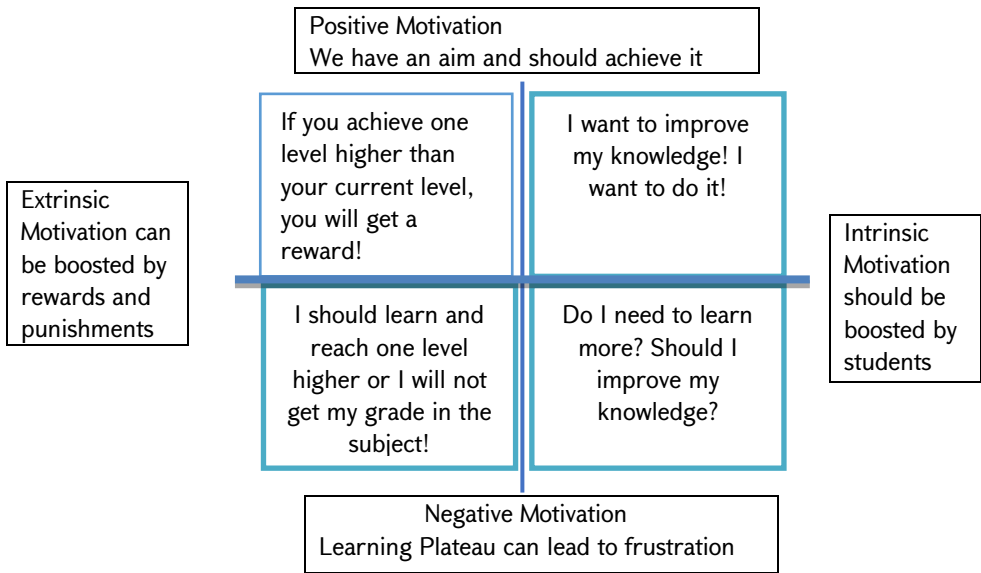 Positive Motivation
We have an aim and should achieve it
If you achieve one
level higher than
your current level,
you will get a
reward!
I want to improve
my knowledge! I
want to do it!
Extrinsic
Motivation can
be boosted by
rewards and
punishments
Intrinsic
Motivation
should be
boosted by
students
I should learn and
reach one level
higher or I will not
get my grade in the
subject!
Do I need to learn
more? Should I
improve my
knowledge?
Negative Motivation
Learning Plateau can lead to frustration